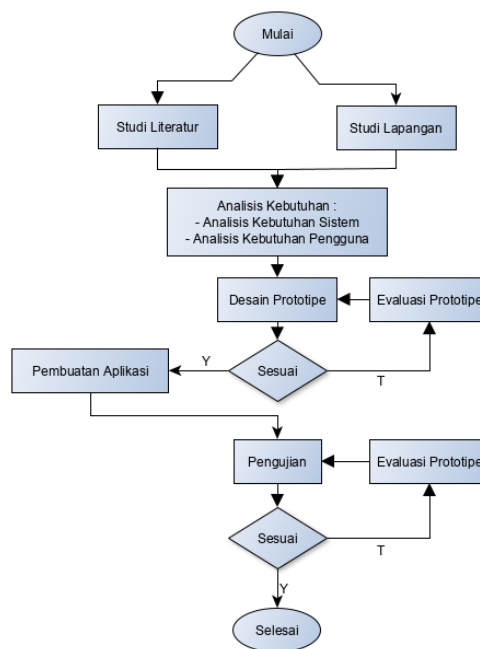 Mulai
Studi Literatur
Studi Lapangan
Analisis Kebutuhan :
- Analisis Kebutuhan Sistem
- Analisis Kebutuhan Pengguna
Desain Prototipe
Evaluasi Prototipe
Pembuatan Aplikasi
Y
Sesuai
T
Pengujian
Evaluasi Prototipe
Sesuai
T
Y
Selesai